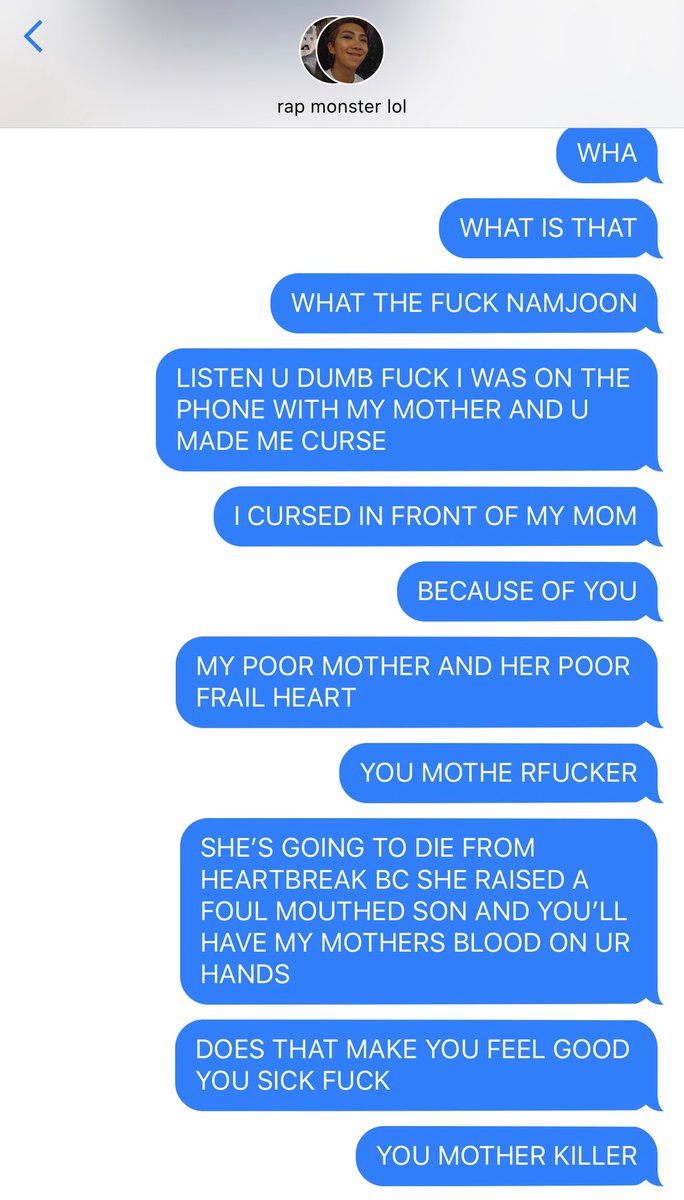 rap monster lol
WHA
WHAT IS THAT
WHAT THE FUCK NAMJOON
LISTEN U DUMB FUCK I WAS ON THE
PHONE WITH MY MOTHER AND U
MADE ME CURSE
I CURSED IN FRONT OF MY MOM
BECAUSE OF YOU
MY POOR MOTHER AND HER POOR
FRAIL HEART
YOU MOTHE RFUCKER
SHE’S GOING TO DIE FROM
HEARTBREAK BC SHE RAISED A
FOUL MOUTHED SON AND YOU’LL
HAVE MY MOTHERS BLOOD ON UR
HANDS
DOES THAT MAKE YOU FEEL GOOD
YOU SICK FUCK
YOU MOTHER KILLER